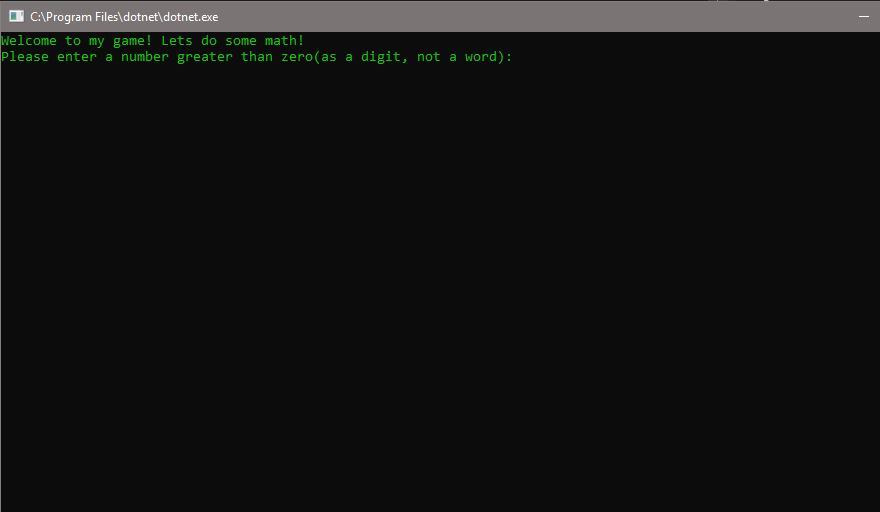 C:\Program Files\dotnet\dotnet.exe
Welcome to my game! Lets do some math!
Please enter a number greater than zero(as a digit, not a word):